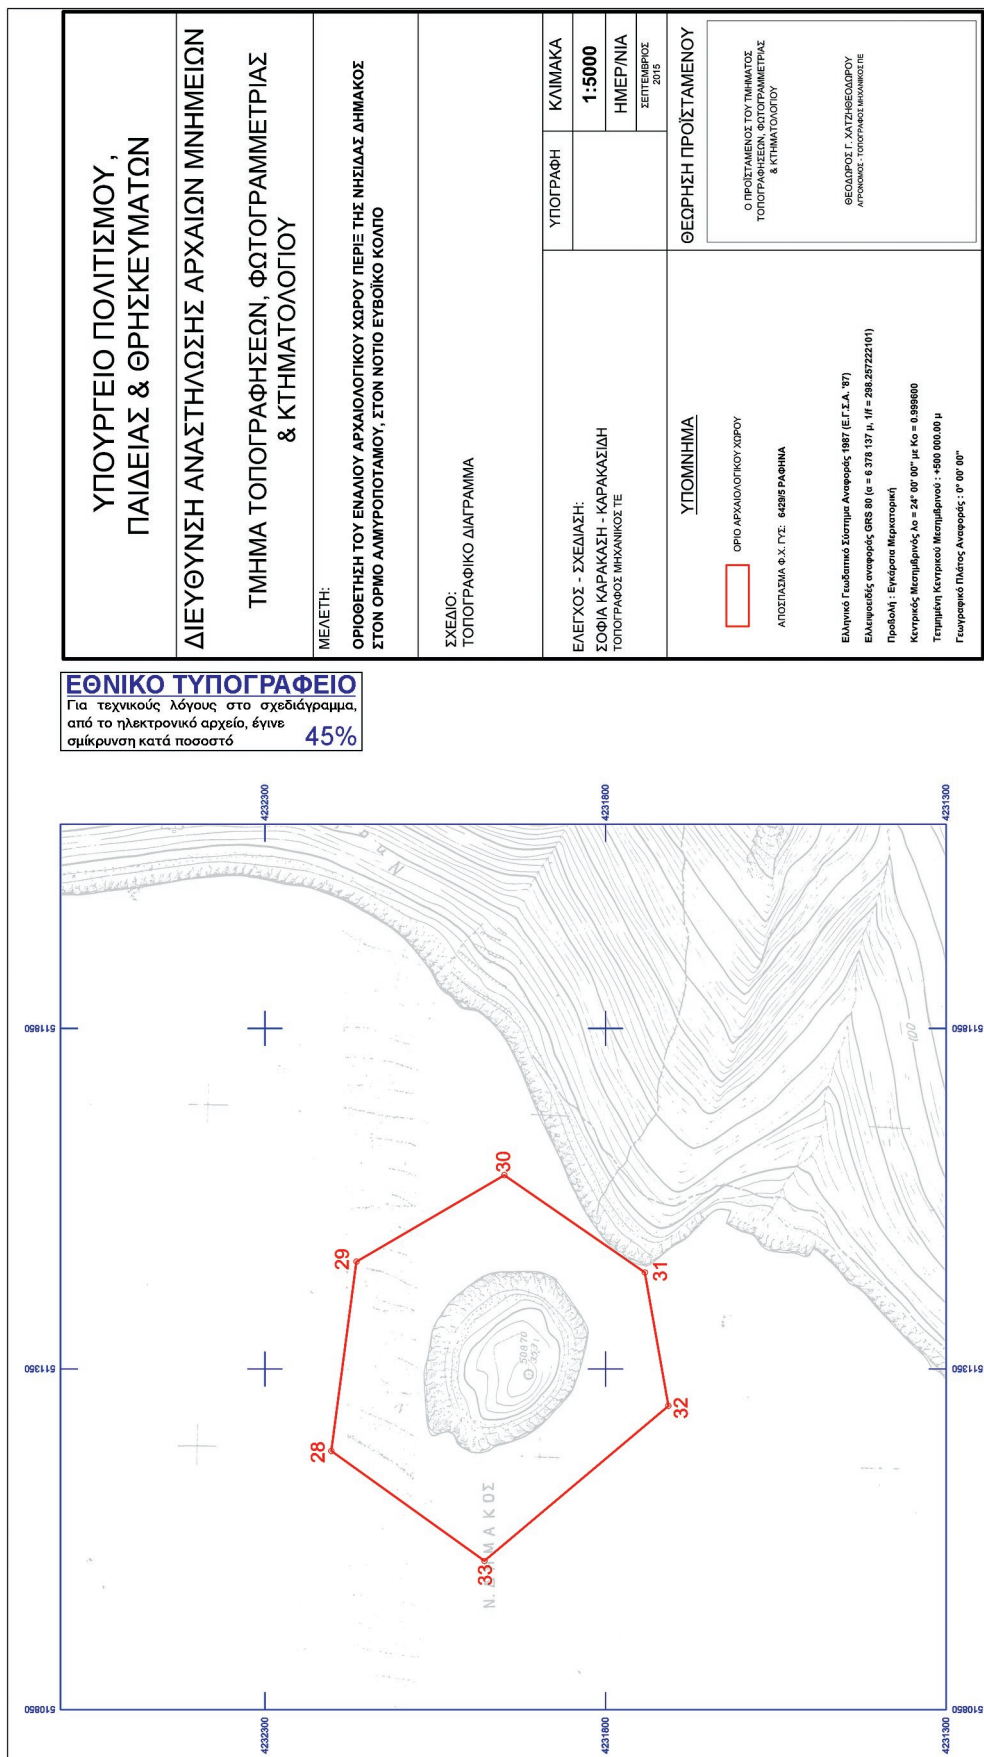 ΥΠΟΥΡΓΕΙΟ ΠΟΛΙΤΙΣΜΟΥ ,
ΠΑΙΔΕΙΑΣ & ΘΡΗΣΚΕΥΜΑΤΩΝ
ΔΙΕΥΘΥΝΣΗ ΑΝΑΣΤΗΛΩΣΗΣ ΑΡΧΑΙΩΝ ΜΝΗΜΕΙΩΝ
ΤΜΗΜΑ ΤΟΠΟΓΡΑΦΗΣΕΩΝ, ΦΩΤΟΓΡΑΜΜΕΤΡΙΑΣ
& ΚΤΗΜΑΤΟΛΟΓΙΟΥ
ΜΕΛΕΤΗ:
ΟΡΙΟΘΕΤΗΣΗ ΤΟΥ ΕΝΑΛΙΟΥ ΑΡΧΑΙΟΛΟΓΙΚΟΥ ΧΩΡΟΥ ΠΕΡΙΞ ΤΗΣ ΝΗΣΙΔΑΣ ΔΗΜΑΚΟΣ
ΣΤΟΝ ΟΡΜΟ ΑΛΜΥΡΟΠΟΤΑΜΟΥ, ΣΤΟΝ ΝΟΤΙΟ ΕΥΒΟΪΚΟ ΚΟΛΠΟ
ΣΧΕΔΙΟ:
ΤΟΠΟΓΡΑΦΙΚΟ ΔΙΑΓΡΑΜΜΑ
ΕΛΕΓΧΟΣ - ΣΧΕΔΙΑΣΗ:
ΣΟΦΙΑ ΚΑΡΑΚΑΣΗ - ΚΑΡΑΚΑΣΙΔΗ
ΤΟΠΟΓΡΑΦΟΣ ΜΗΧΑΝΙΚΟΣ ΤΕ
ΥΠΟΓΡΑΦΗ
ΚΛΙΜΑΚΑ
1:5000
ΗΜΕΡ/ΝΙΑ
ΣΕΠΤΕΜΒΡΙΟΣ
2015
ΥΠΟΜΝΗΜΑ
ΟΡΙΟ ΑΡΧΑΙΟΛΟΓΙΚΟΥ ΧΩΡΟΥ
ΑΠΟΣΠΑΣΜΑ Φ.Χ. ΓΥΣ: 6429/5 ΡΑΦΗΝΑ
Ελληνικό Γεωδαιτικό Σύστημα Αναφοράς 1987 (Ε.Γ.Σ.Α. '87)
Ελλειψοειδές αναφοράς GRS 80 (α = 6 378 137 μ, 1/f = 298.257222101)
Προβολή : Εγκάρσια Μερκατορική
Κεντρικός Μεσημβρινός λο = 24° 00' 00" με Κο = 0.999600
Τετμημένη Κεντρικού Μεσημβρινού : +500 000.00 μ
Γεωγραφικό Πλάτος Αναφοράς : 0° 00' 00"
ΘΕΩΡΗΣΗ ΠΡΟΪΣΤΑΜΕΝΟΥ
Ο ΠΡΟΪΣΤΑΜΕΝΟΣ ΤΟΥ ΤΜΗΜΑΤΟΣ
ΤΟΠΟΓΡΑΦΗΣΕΩΝ, ΦΩΤΟΓΡΑΜΜΕΤΡΙΑΣ
& ΚΤΗΜΑΤΟΛΟΓΙΟΥ
ΘΕΟΔΩΡΟΣ Γ. ΧΑΤΖΗΘΕΟΔΩΡΟΥ
ΑΓΡΟΝΟΜΟΣ - ΤΟΠΟΓΡΑΦΟΣ ΜΗΧΑΝΙΚΟΣ ΠΕ
ΕΘΝΙΚΟ ΤΥΠΟΓΡΑΦΕΙΟ
Για τεχνικούς λόγους στο σχεδιάγραμμα,
από το ηλεκτρονικό αρχείο, έγινε
σμίκρυνση κατά ποσοστό 45%
4232300
4231800
4231300
511850
511850
29
30
31
50870
511350
511350
28
32
33
510850
510850
4232300
4231800
4231300
100